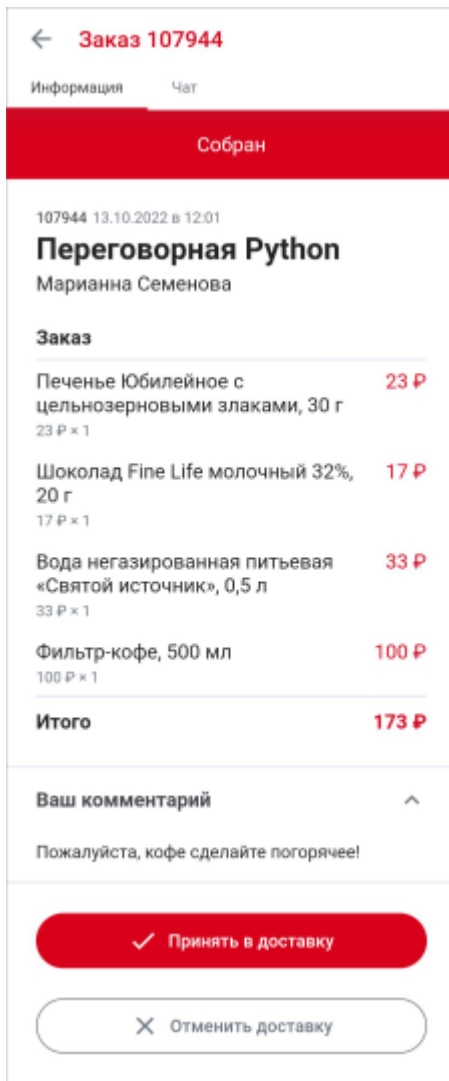 Заказ 107944
Информация Чат
Собран
107944 13.10.2022 в 12:01
Переговорная Python
Марианна Семенова
Заказ
Печенье Юбилейное с 23 ₽
цельнозерновыми злаками, 30 г
23 ₽ × 1
Шоколад Fine Life молочный 32%, 17 ₽
20 г
17 ₽ × 1
Вода негазированная питьевая 33 ₽
«Святой источник», 0,5 л
33 ₽ × 1
Фильтр-кофе, 500 мл 100 ₽
100 ₽ × 1
Итого 173 ₽
Ваш комментарий
Пожалуйста, кофе сделайте погорячее!
Принять в доставку
Отменить доставку